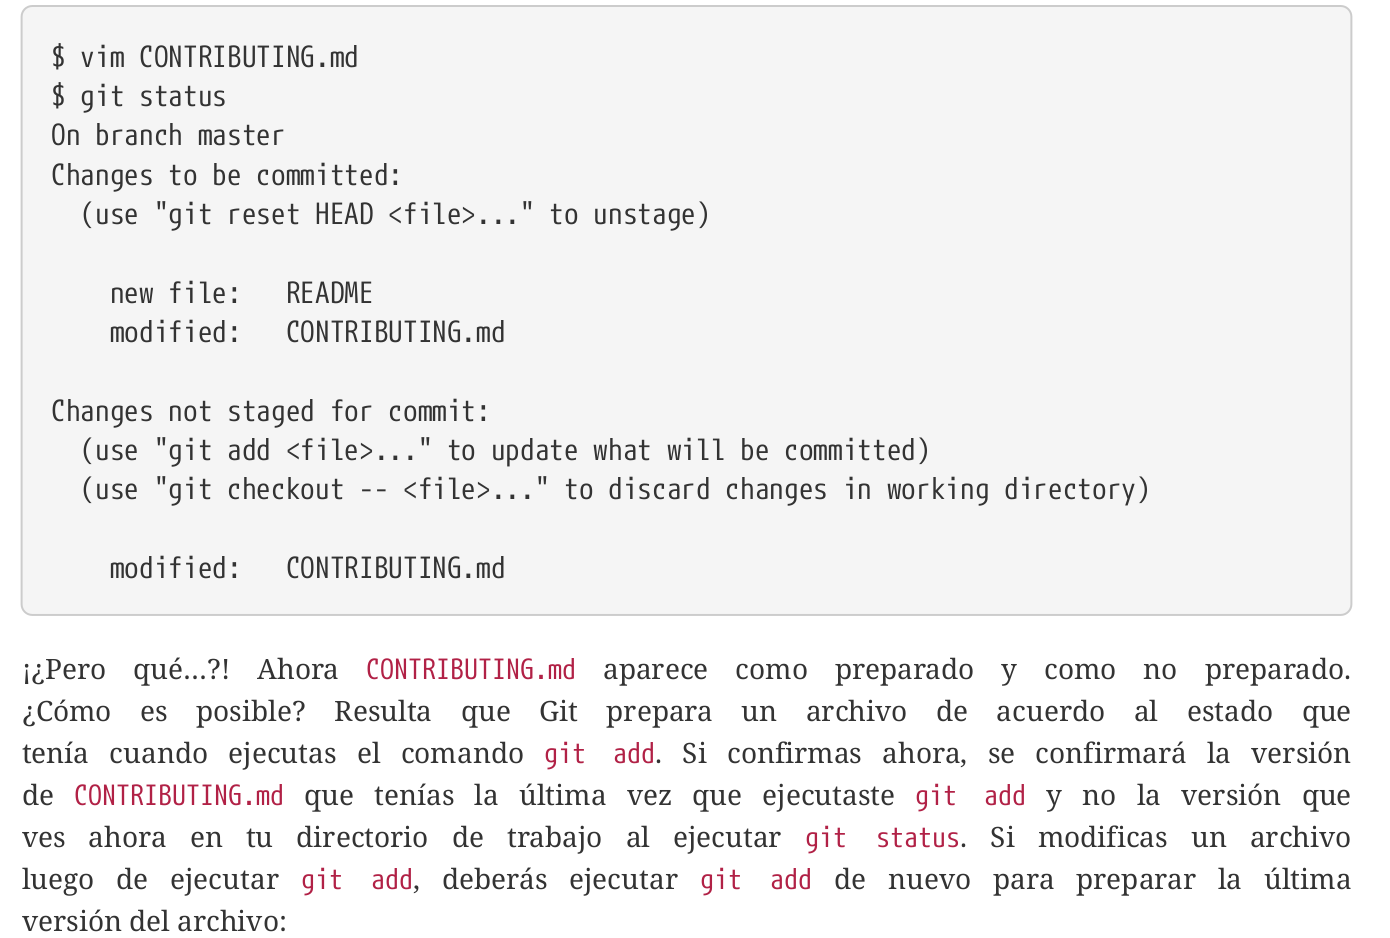 $ vim CONTRIBUTING.md
$ git status
On branch master
Changes to be committed:
  (use "git reset HEAD <file>..." to unstage)

    new file:   README
    modified:   CONTRIBUTING.md

Changes not staged for commit:
  (use "git add <file>..." to update what will be committed)
  (use "git checkout -- <file>..." to discard changes in working directory)

    modified:   CONTRIBUTING.md

¡¿Pero qué…?! Ahora CONTRIBUTING.md aparece como preparado y como no preparado.
¿Cómo es posible? Resulta que Git prepara un archivo de acuerdo al estado que
tenía cuando ejecutas el comando git add. Si confirmas ahora, se confirmará la versión
de CONTRIBUTING.md que tenías la última vez que ejecutaste git add y no la versión que
ves ahora en tu directorio de trabajo al ejecutar git status. Si modificas un archivo
luego de ejecutar git add, deberás ejecutar git add de nuevo para preparar la última
versión del archivo: